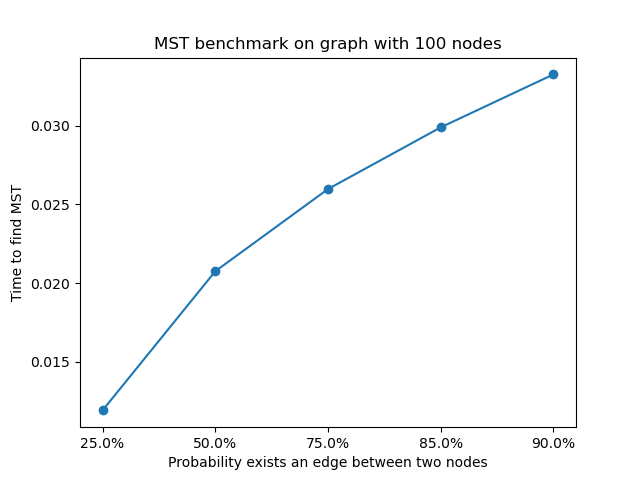 MST benchmark on graph with 100 nodes
Time to find MST
0.030
0.025
0.020
0.015
25.0% 50.0% 75.0% 85.0% 90.0%
Probability exists an edge between two nodes